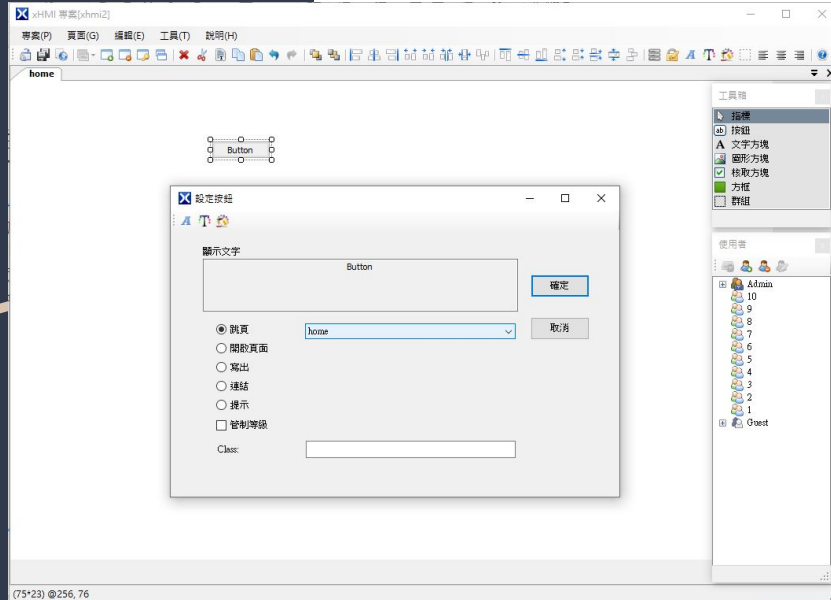 xHMI 專案[xhmi2]
專案(P) 頁面(G) 編輯(E) 工具(T) 說明(H)
home
Button
設定按鈕
顯示文字
Button
確定
跳頁
home
取消
開啟頁面
寫出
連結
提示
管制等級
Class:
工具箱
指標
按鈕
文字方塊
圖形方塊
核取方塊
方框
群組
使用者
Admin
10
9
8
7
6
5
4
3
2
1
Guest
(75*23) @256, 76